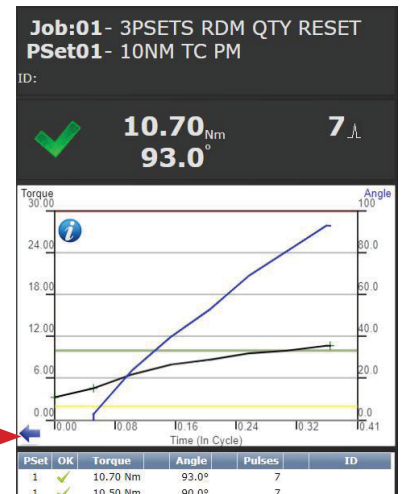 Job:01- 3PSETS RDM QTY RESET
PSet01- 10NM TC PM
ID:
10.70 Nm 7
93.0°
Torque Angle
30.00 100
24.00 80.0
18.00 60.0
12.00 40.0
6.00 20.0
0.00 0.0
0.00 0.08 0.16 0.24 0.32 0.41
Time (In Cycle)
PSet OK Torque Angle Pulses ID
1 10.70 Nm 93.0° 7
1 10.50 Nm 90.0° 7